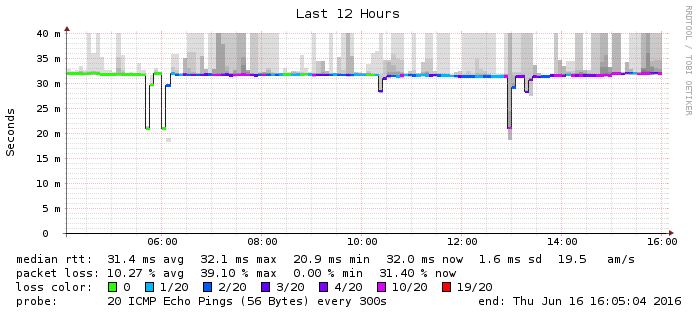 Last 12 Hours
RRDTOOL / TOBI OETIKER
Seconds
40 m
35 m
30 m
25 m
20 m
15 m
10 m
5 m
0
06:00 08:00 10:00 12:00 14:00 16:00
median rtt: 31.4 ms avg 32.1 ms max 20.9 ms min 32.0 ms now 1.6 ms sd 19.5 am/s
packet loss: 10.27 % avg 39.10 % max 0.00 % min 31.40 % now
loss color: 0 1/20 2/20 3/20 4/20 10/20 19/20
probe: 20 ICMP Echo Pings (56 Bytes) every 300s end: Thu Jun 16 16:05:04 2016